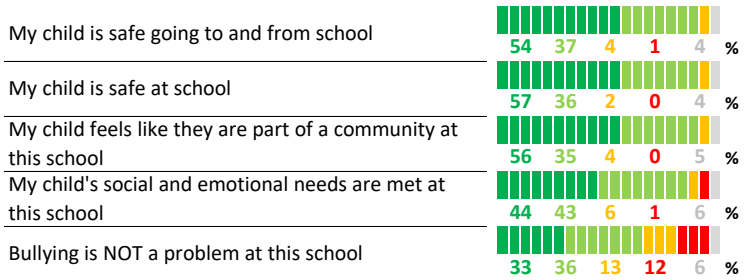 My child is safe going to and from school
54 37 4 1 4 %
My child is safe at school
57 36 2 0 4 %
My child feels like they are part of a community at
this school
56 35 4 0 5 %
My child's social and emotional needs are met at
this school
44 43 6 1 6 %
Bullying is NOT a problem at this school
33 36 13 12 6 %